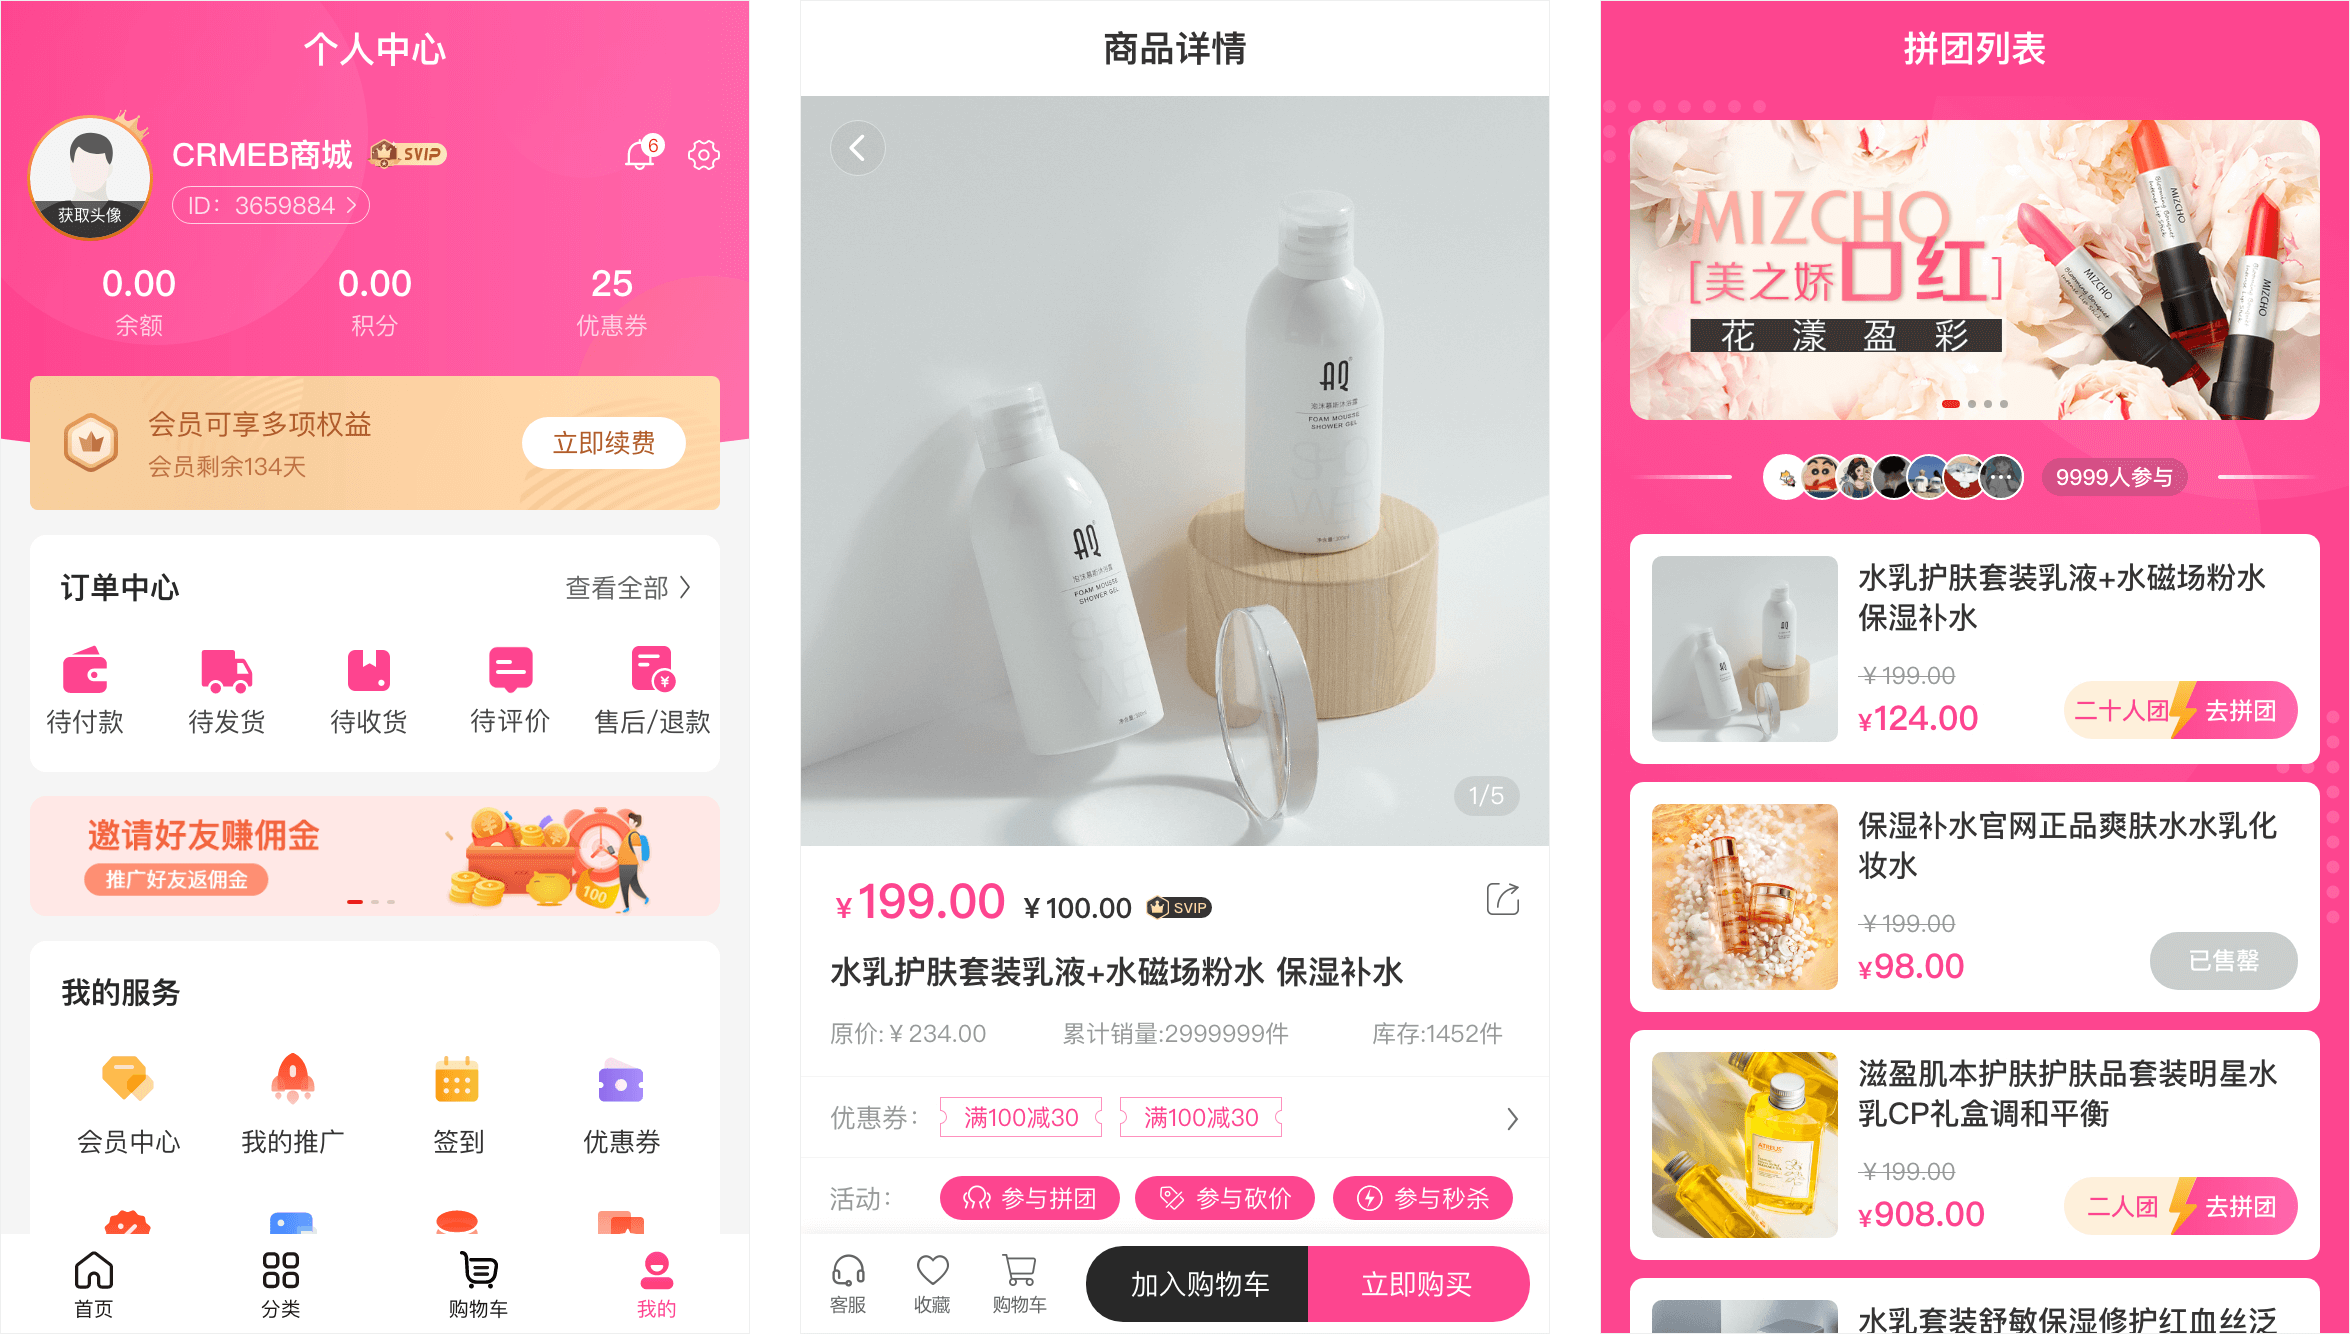 个人中心
CRMEB商城
SVIP
6
获取头像
ID: 3659884
0.00
0.00
25
余额
积分
优惠券
会员可享多项权益
会员剩余134天
立即续费
订单中心
查看全部
待付款
待发货
待收货
待评价
售后/退款
邀请好友赚佣金
推广好友返佣金
100
我的服务
会员中心
我的推广
签到
优惠券
首页
分类
购物车
我的
商品详情
AQ
泡沫慕斯沐浴露
FOAM MOUSSE
SHOWER GEL
AQ
泡沫慕斯沐浴露
FOAM MOUSSE
SHOWER GEL
1/5
¥199.00
¥100.00
SVIP
水乳护肤套装乳液+水磁场粉水 保湿补水
原价:¥234.00
累计销量:2999999件
库存:1452件
优惠券:
满100减30
满100减30
活动:
参与拼团
参与砍价
参与秒杀
客服
收藏
购物车
加入购物车
立即购买
拼团列表
MIZCHO
[美之娇口红]
花漾盈彩
MIZCHO
MIZCHO
MIZCHO
9999人参与
水乳护肤套装乳液+水磁场粉水
保湿补水
¥199.00
¥124.00
二十人团
去拼团
保湿补水官网正品爽肤水水乳化
妆水
¥199.00
¥98.00
已售罄
滋盈肌本护肤护肤品套装明星水
乳CP礼盒调和平衡
¥199.00
¥908.00
二人团
去拼团
水乳套装舒敏保湿修护红血丝泛